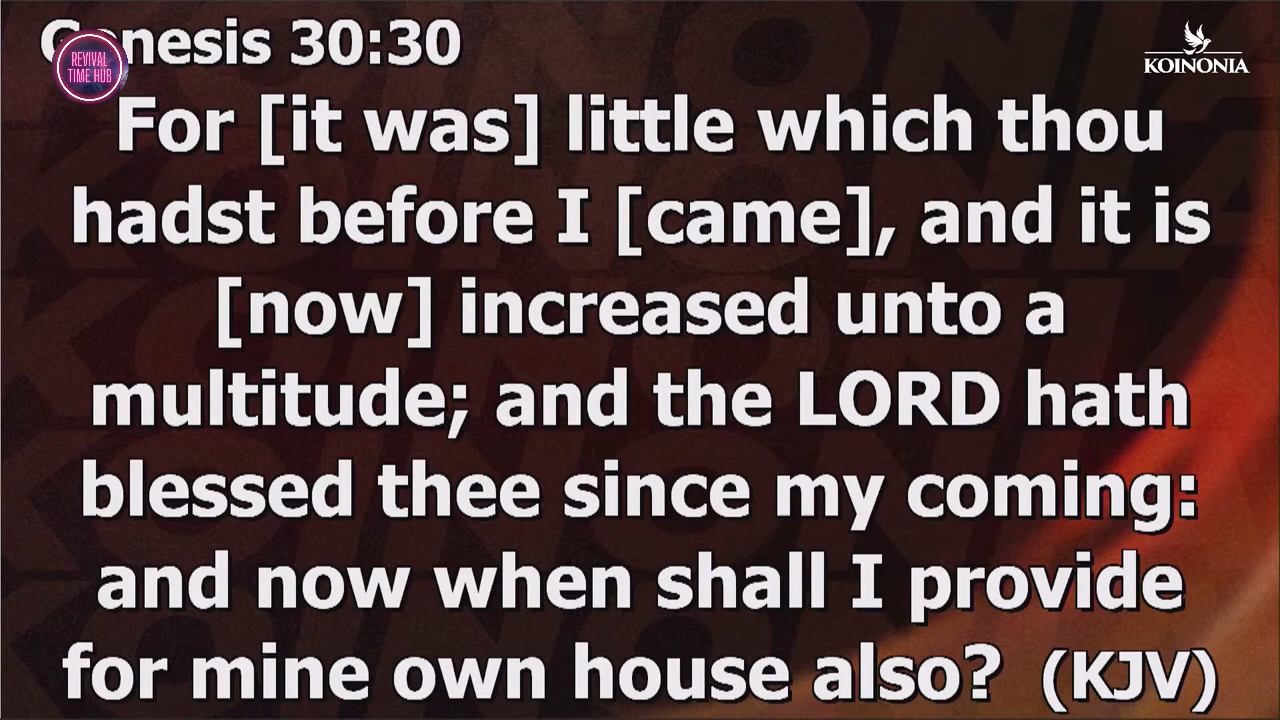 Genesis 30:30
REVIVAL
TIME HUB
KOINONIA
For [it was] little which thou
hadst before I [came], and it is
[now] increased unto a
multitude; and the LORD hath
blessed thee since my coming:
and now when shall I provide
for mine own house also? (KJV)